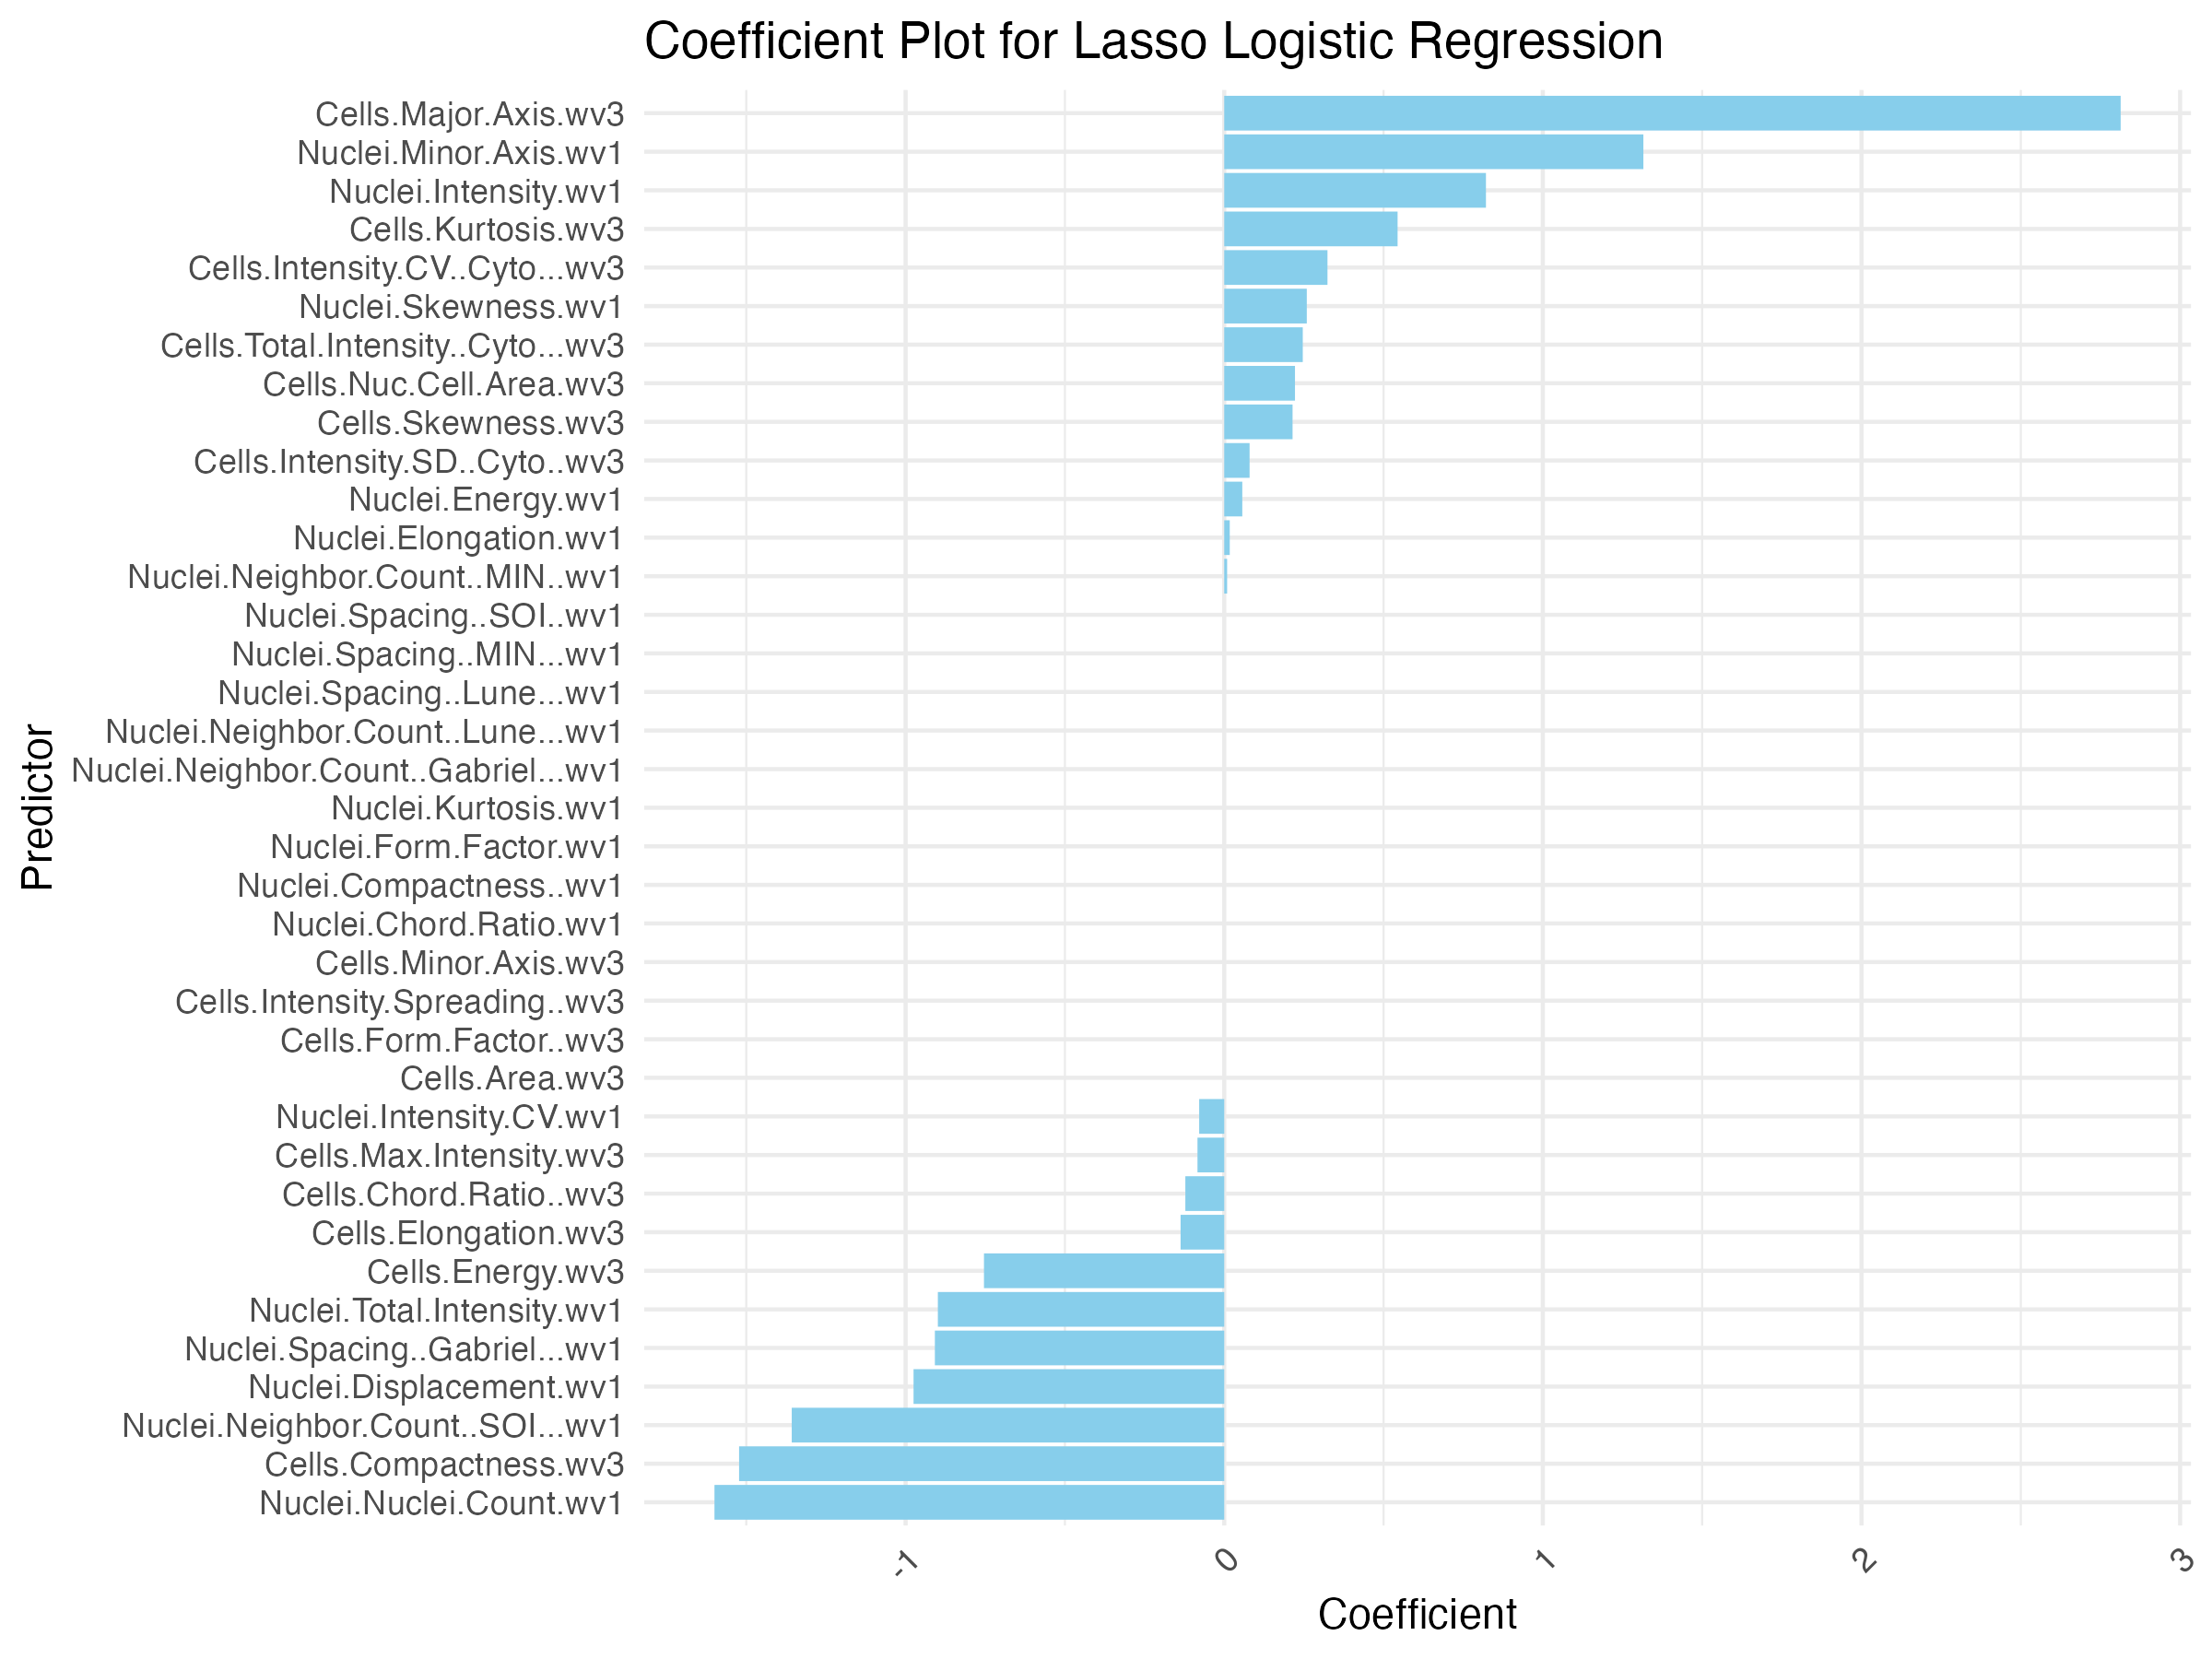 Coefficient Plot for Lasso Logistic Regression
Cells.Major.Axis.wv3
Nuclei.Minor.Axis.wv1
Nuclei.Intensity.wv1
Cells.Kurtosis.wv3
Cells.Intensity.CV..Cyto...wv3
Nuclei.Skewness.wv1
Cells.Total.Intensity..Cyto...wv3
Cells.Nuc.Cell.Area.wv3
Cells.Skewness.wv3
Cells.Intensity.SD..Cyto..wv3
Nuclei.Energy.wv1
Nuclei.Elongation.wv1
Nuclei.Neighbor.Count..MIN..wv1
Nuclei.Spacing..SOI..wv1
Nuclei.Spacing..MIN...wv1
Nuclei.Spacing..Lune...wv1
Nuclei.Neighbor.Count..Lune...wv1
Nuclei.Neighbor.Count..Gabriel...wv1
Nuclei.Kurtosis.wv1
Nuclei.Form.Factor.wv1
Nuclei.Compactness..wv1
Nuclei.Chord.Ratio.wv1
Cells.Minor.Axis.wv3
Cells.Intensity.Spreading..wv3
Cells.Form.Factor..wv3
Cells.Area.wv3
Nuclei.Intensity.CV.wv1
Cells.Max.Intensity.wv3
Cells.Chord.Ratio..wv3
Cells.Elongation.wv3
Cells.Energy.wv3
Nuclei.Total.Intensity.wv1
Nuclei.Spacing..Gabriel...wv1
Nuclei.Displacement.wv1
Nuclei.Neighbor.Count..SOI...wv1
Cells.Compactness.wv3
Nuclei.Nuclei.Count.wv1
Predictor
-1 0 1 2 3
Coefficient